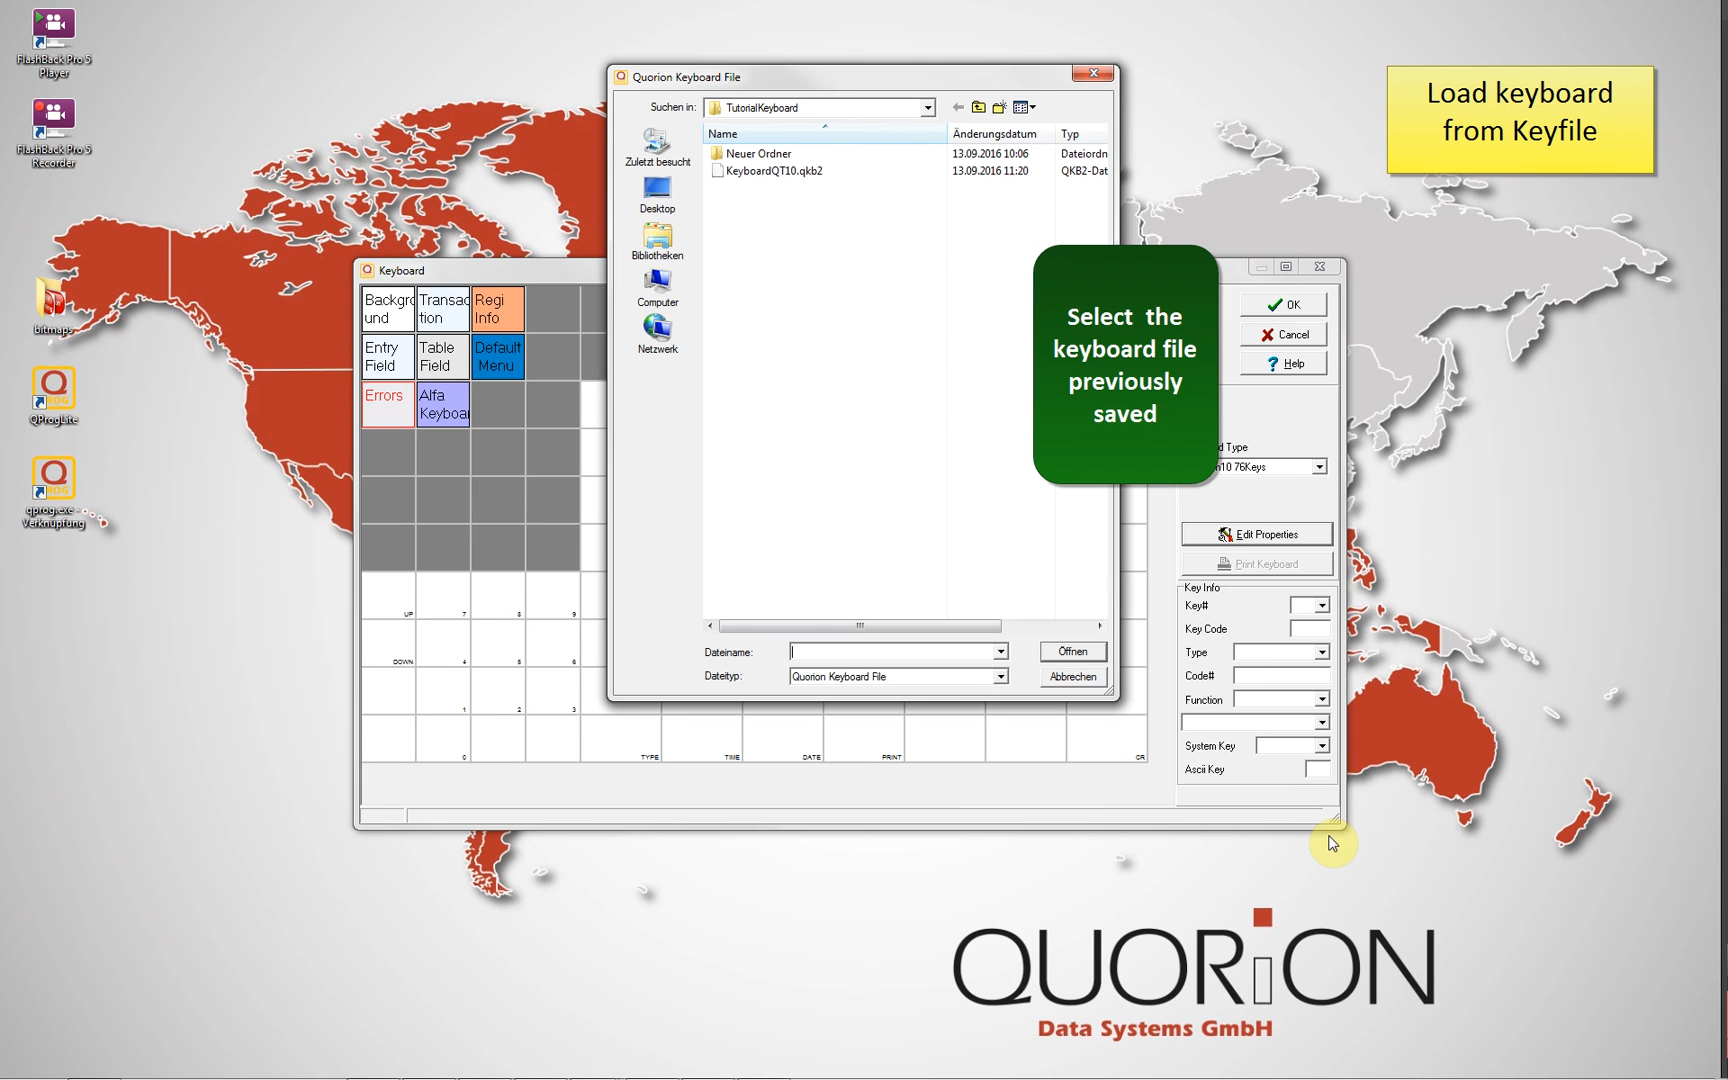 FlashBack Pro 5
Player
FlashBack Pro 5
Recorder
bitmaps
QPROG
QProgLite
QPROG
qprog.exe -
Verknüpfung
Load keyboard
from Keyfile
Quorion Keyboard File
Suchen in:
TutorialKeyboard
Name
Änderungsdatum
Typ
Neuer Ordner
13.09.2016 10:06
Dateiordn
KeyboardQT10.qkb2
13.09.2016 11:20
QKB2-Dat
Zuletzt besucht
Desktop
Bibliotheken
Computer
Netzwerk
Dateiname:
Öffnen
Dateityp:
Quorion Keyboard File
Abbrechen
Select the
keyboard file
previously
saved
Keyboard
Backgro
und
Transac
tion
Regi
Info
Entry
Field
Table
Field
Default
Menu
Errors
Alfa
Keyboar
UP
7
8
9
DOWN
4
5
6
1
2
3
0
TYPE
TIME
DATE
PRINT
CR
OK
Cancel
Help
d Type
10 76Keys
Edit Properties
Print Keyboard
Key Info
Key#
Key Code
Type
Code#
Function
System Key
Ascii Key
QUORiON
Data Systems GmbH